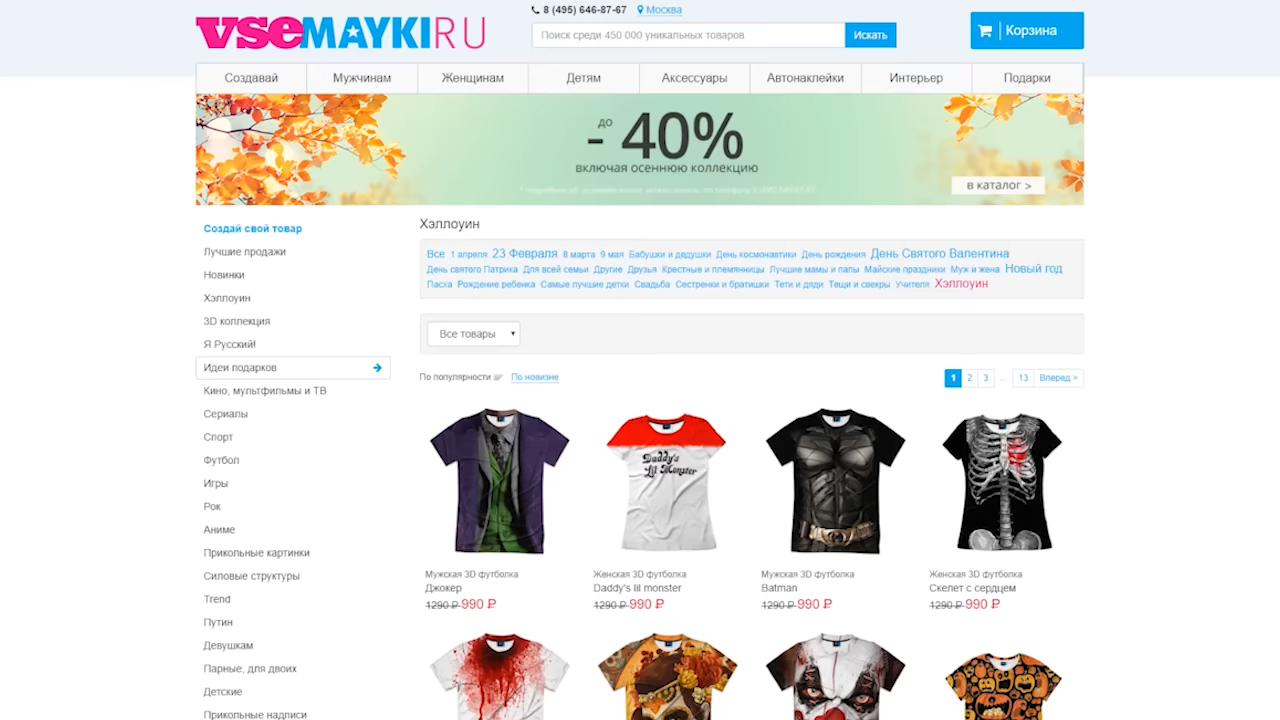 8 (495) 646-87-67 Москва
vseMAYKIRU
Поиск среди 450 000 уникальных товаров
Искать
Корзина
Создавай Мужчинам Женщинам Детям Аксессуары Автонаклейки Интерьер Подарки
до
- 40%
включая осеннюю коллекцию
в каталог >
Создай свой товар
Лучшие продажи
Новинки
Хэллоуин
3D коллекция
Я Русский!
Идеи подарков
Кино, мультфильмы и ТВ
Сериалы
Спорт
Футбол
Игры
Рок
Аниме
Прикольные картинки
Силовые структуры
Trend
Путин
Девушкам
Парные, для двоих
Детские
Прикольные надписи
Хэллоуин
Все 1 апреля 23 Февраля 8 марта 9 мая Бабушки и дедушки День космонавтики День рождения День Святого Валентина
День святого Патрика Для всей семьи Другие Друзья Крестные и племянницы Лучшие мамы и папы Майские праздники Муж и жена Новый год
Пасха Рождение ребенка Самые лучшие детки Свадьба Сестренки и братишки Тети и дяди Тещи и свекры Учителя Хэллоуин
Все товары
По популярности По новизне
1 2 3 ... 13 Вперед »
Daddy's
Lil Monster
Мужская 3D футболка
Джокер
1290 ₽ 990 ₽
Женская 3D футболка
Daddy's lil monster
1290 ₽ 990 ₽
Мужская 3D футболка
Batman
1290 ₽ 990 ₽
Женская 3D футболка
Скелет с сердцем
1290 ₽ 990 ₽